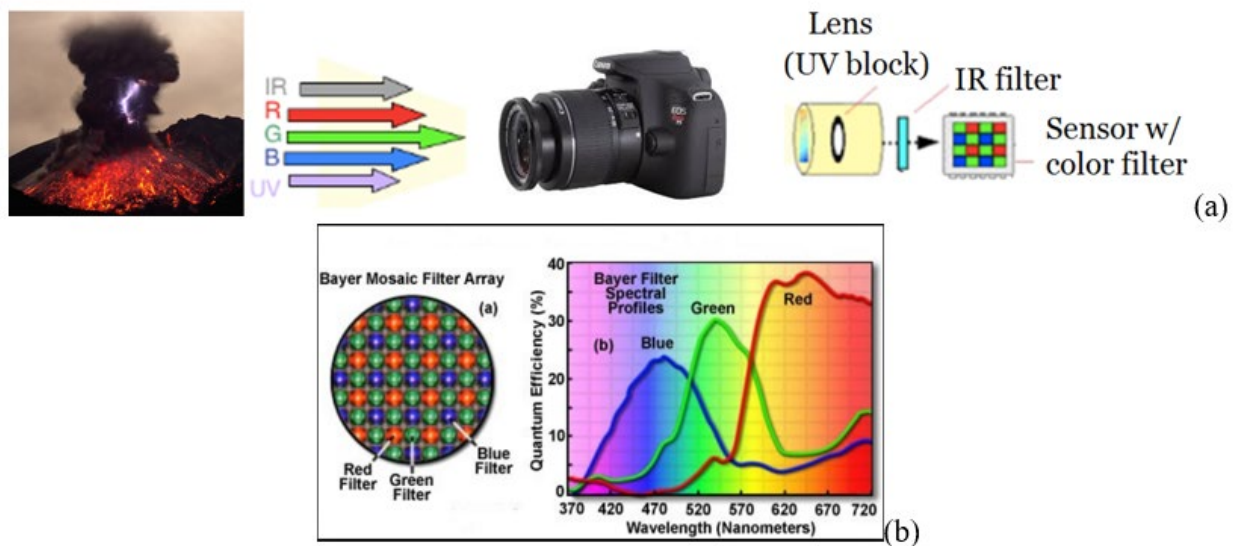 IR
R
G
B
UV
Canon
EOS
Lens
(UV block)
IR filter
Sensor w/
color filter
(a)
Bayer Mosaic Filter Array
(a)
Red
Filter
Green
Filter
Blue
Filter
Bayer Filter
Spectral
Profiles
(b)
Blue
Green
Red
Quantum Efficiency (%)
40
30
20
10
0
370 420 470 520 570 620 670 720
Wavelength (Nanometers)
(b)